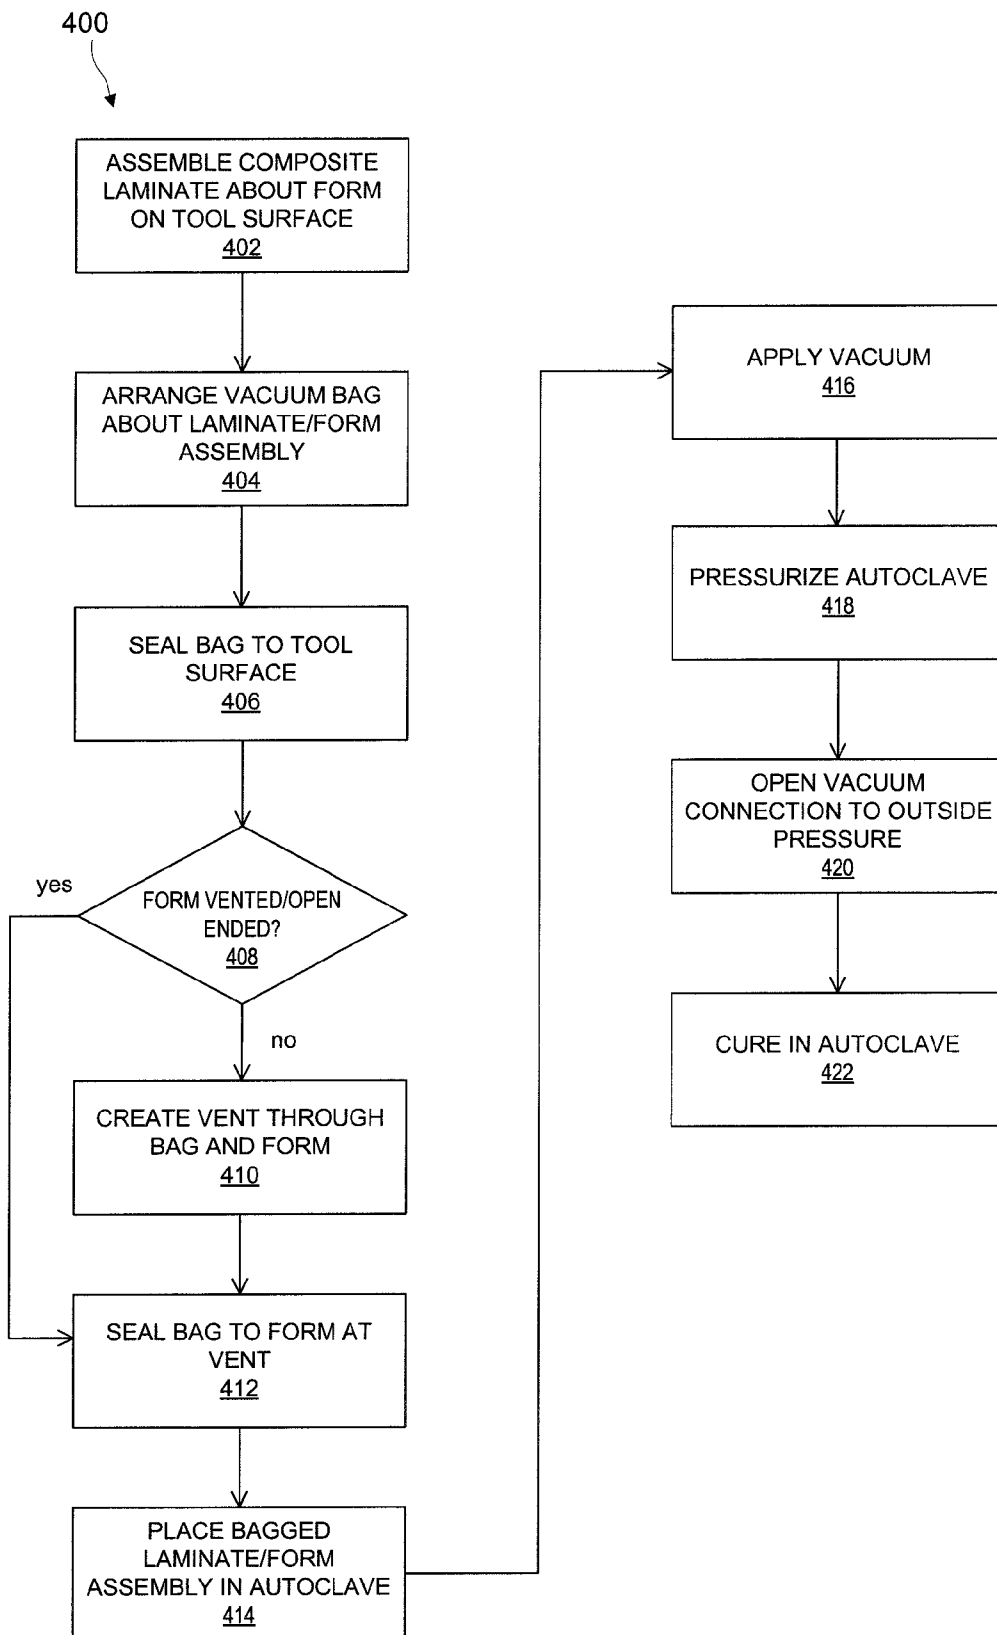 400
ASSEMBLE COMPOSITE
LAMINATE ABOUT FORM
ON TOOL SURFACE
402
ARRANGE VACUUM BAG
ABOUT LAMINATE/FORM
ASSEMBLY
404
SEAL BAG TO TOOL
SURFACE
406
yes
FORM VENTED/OPEN
ENDED?
408
no
CREATE VENT THROUGH
BAG AND FORM
410
SEAL BAG TO FORM AT
VENT
412
PLACE BAGGED
LAMINATE/FORM
ASSEMBLY IN AUTOCLAVE
414
APPLY VACUUM
416
PRESSURIZE AUTOCLAVE
418
OPEN VACUUM
CONNECTION TO OUTSIDE
PRESSURE
420
CURE IN AUTOCLAVE
422